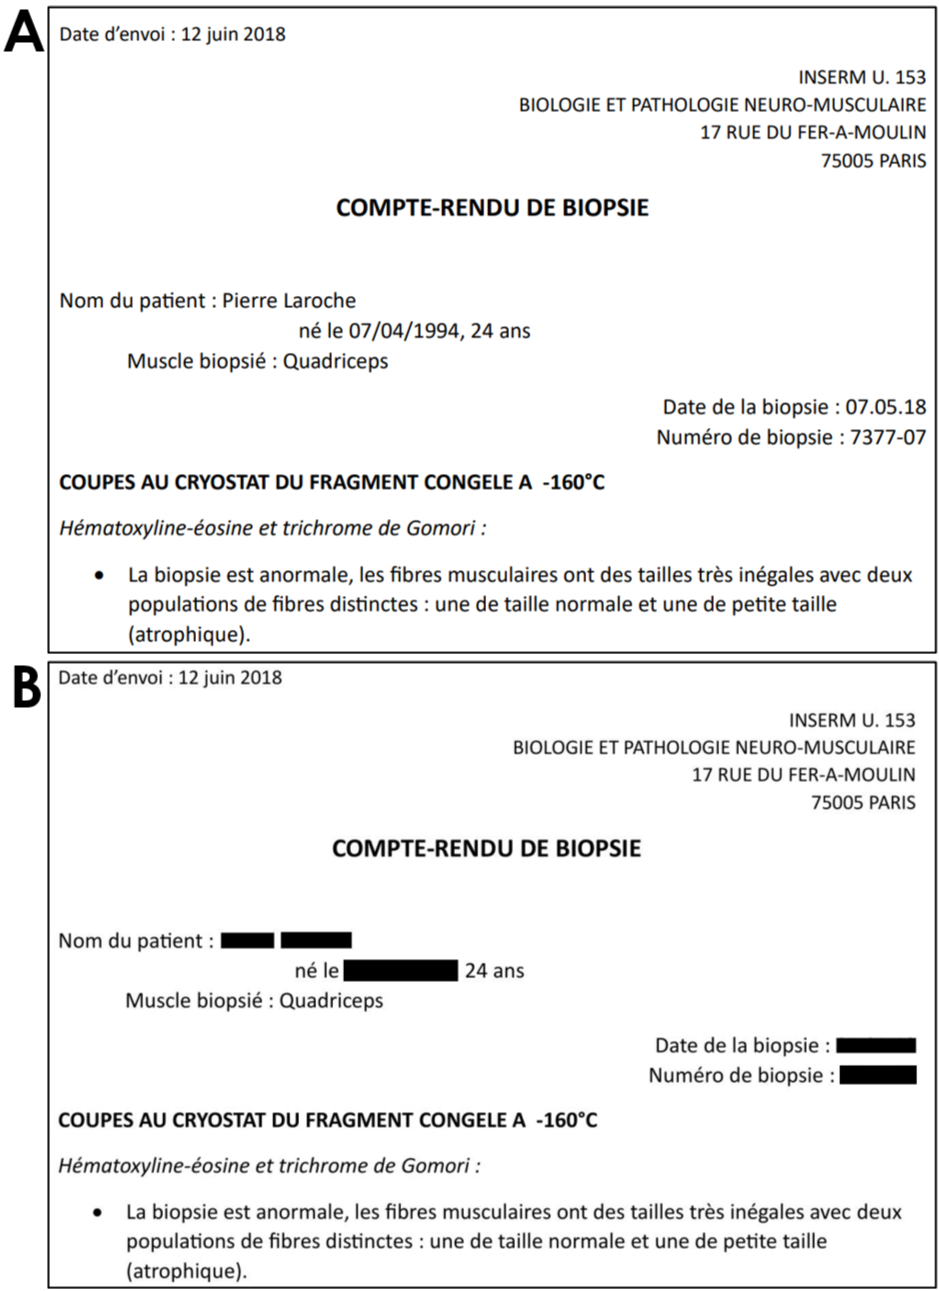 A
Date d'envoi : 12 juin 2018
INSERM U. 153
BIOLOGIE ET PATHOLOGIE NEURO-MUSCULAIRE
17 RUE DU FER-A-MOULIN
75005 PARIS
COMPTE-RENDU DE BIOPSIE
Nom du patient : Pierre Laroche
né le 07/04/1994, 24 ans
Muscle biopsié : Quadriceps
Date de la biopsie : 07.05.18
Numéro de biopsie : 7377-07
COUPES AU CRYOSTAT DU FRAGMENT CONGELE A -160°C
Hématoxyline-éosine et trichrome de Gomori :
• La biopsie est anormale, les fibres musculaires ont des tailles très inégales avec deux
populations de fibres distinctes : une de taille normale et une de petite taille
(atrophique).
B
Date d'envoi : 12 juin 2018
INSERM U. 153
BIOLOGIE ET PATHOLOGIE NEURO-MUSCULAIRE
17 RUE DU FER-A-MOULIN
75005 PARIS
COMPTE-RENDU DE BIOPSIE
Nom du patient :
né le 24 ans
Muscle biopsié : Quadriceps
Date de la biopsie :
Numéro de biopsie :
COUPES AU CRYOSTAT DU FRAGMENT CONGELE A -160°C
Hématoxyline-éosine et trichrome de Gomori :
• La biopsie est anormale, les fibres musculaires ont des tailles très inégales avec deux
populations de fibres distinctes : une de taille normale et une de petite taille
(atrophique).